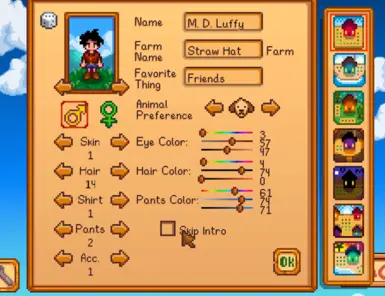 Name M. D. Luffy
Farm Name Straw Hat Farm
Favorite Thing Friends
Animal Preference
Skin 1
Eye Color: 3 57 47
Hair 14
Hair Color: 4 74 0
Shirt 1
Pants Color: 61 74 71
Pants 2
Skip Intro
Acc. 1
OK